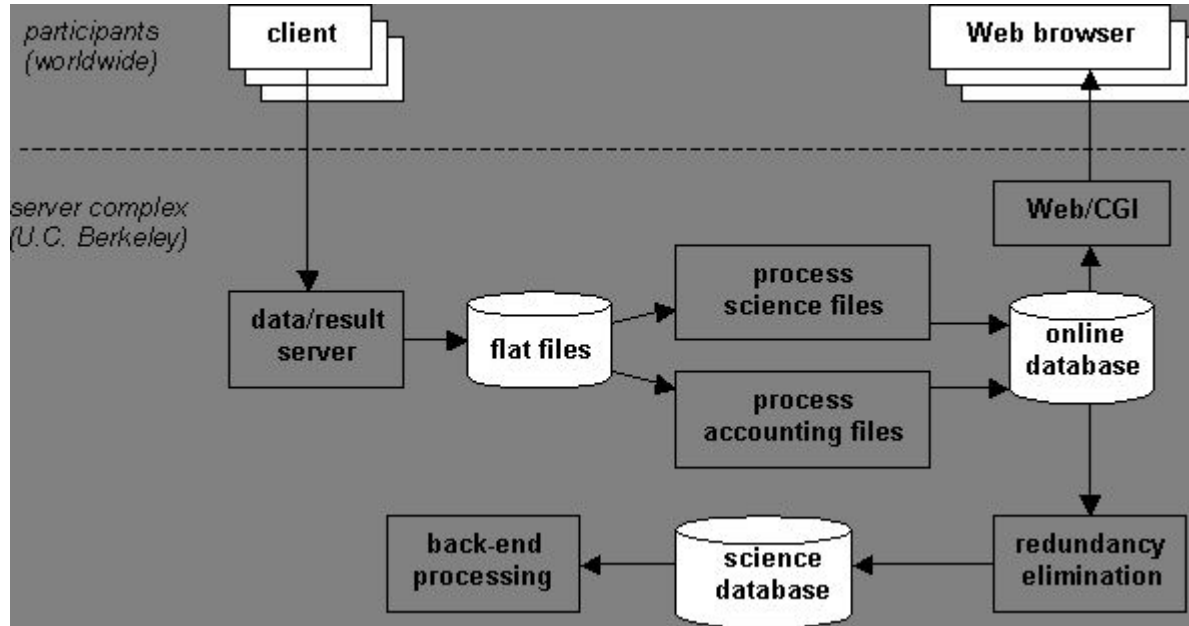 participants
(worldwide)
client
Web browser
server complex
(U.C. Berkeley)
Web/CGI
data/result
server
flat files
process
science files
process
accounting files
online
database
back-end
processing
science
database
redundancy
elimination